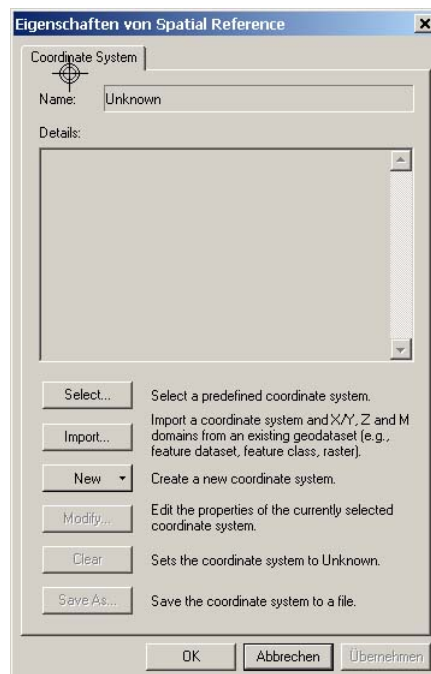 Eigenschaften von Spatial Reference
Coordinate System
Name: Unknown
Details:
Select... Select a predefined coordinate system.
Import... Import a coordinate system and X/Y, Z and M
domains from an existing geodataset (e.g.,
feature dataset, feature class, raster).
New Create a new coordinate system.
Modify... Edit the properties of the currently selected
coordinate system.
Clear Sets the coordinate system to Unknown.
Save As... Save the coordinate system to a file.
OK Abbrechen Übernehmen